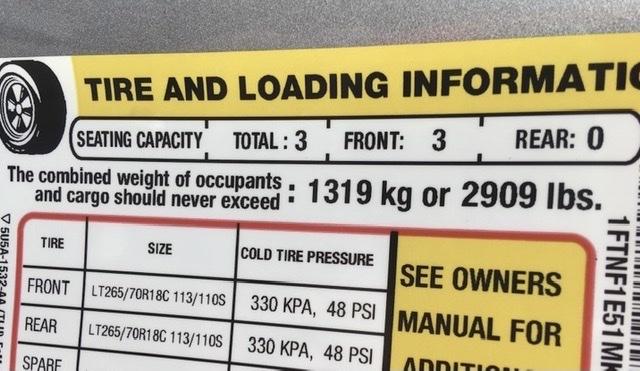 TIRE AND LOADING INFORMATIO
SEATING CAPACITY TOTAL : 3 FRONT: 3 REAR: 0
The combined weight of occupants
and cargo should never exceed : 1319 kg or 2909 lbs.
TIRE SIZE COLD TIRE PRESSURE
FRONT LT265/70R18C 113/110S 330 KPA, 48 PSI
REAR LT265/70R18C 113/110S 330 KPA, 48 PSI
SPARE
SEE OWNERS
MANUAL FOR
1FTNF1E51MK